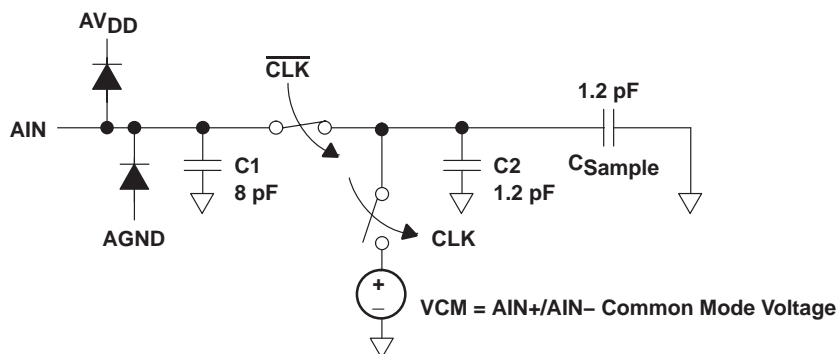 AVDD
CLK
1.2 pF
AIN
C1
8 pF
C2
1.2 pF
CSample
AGND
CLK
+
–
VCM = AIN+/AIN– Common Mode Voltage